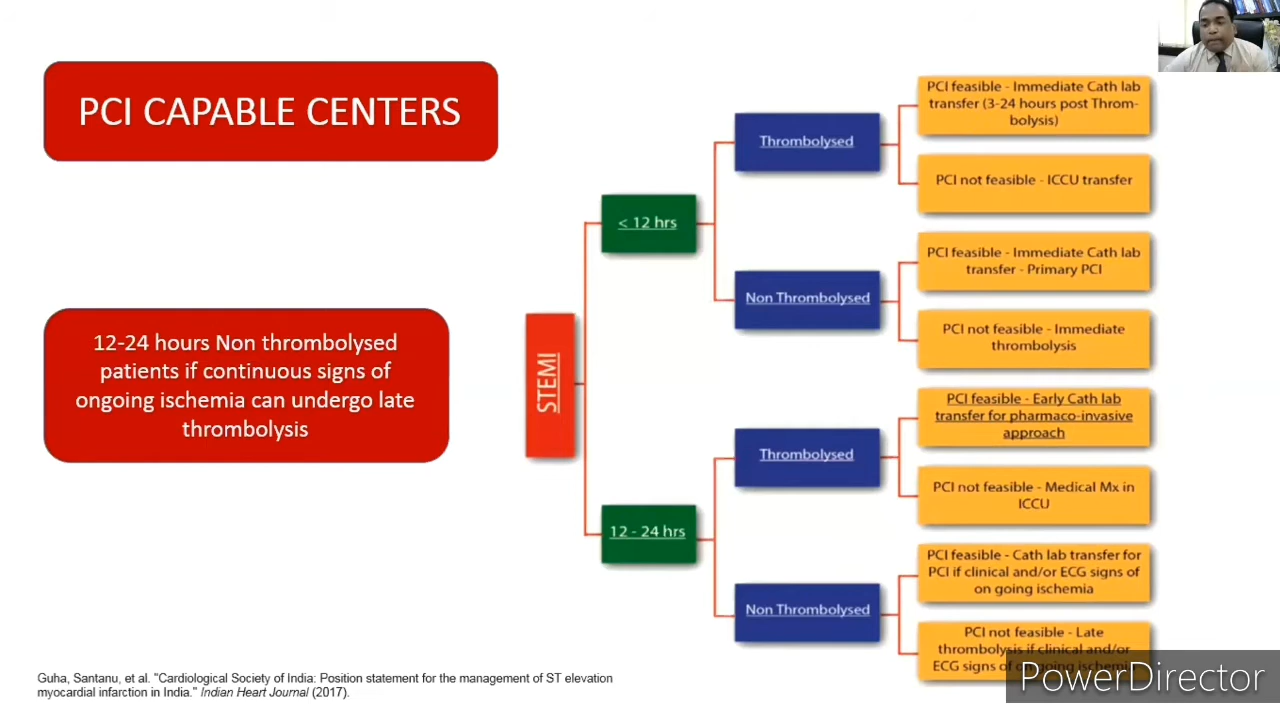 PCI CAPABLE CENTERS
12-24 hours Non thrombolysed
patients if continuous signs of
ongoing ischemia can undergo late
thrombolysis
STEMI
< 12 hrs
12 - 24 hrs
Thrombolysed
Non Thrombolysed
Thrombolysed
Non Thrombolysed
PCI feasible - Immediate Cath lab
transfer (3-24 hours post Throm-
bolysis)
PCI not feasible - ICCU transfer
PCI feasible - Immediate Cath lab
transfer - Primary PCI
PCI not feasible - Immediate
thrombolysis
PCI feasible - Early Cath lab
transfer for pharmaco-invasive
approach
PCI not feasible - Medical Mx in
ICCU
PCI feasible - Cath lab transfer for
PCI if clinical and/or ECG signs of
on going ischemia
PCI not feasible - Late
thrombolysis if clinical and/or
ECG signs of on going ischemia
Guha, Santanu, et al. "Cardiological Society of India: Position statement for the management of ST elevation
myocardial infarction in India." Indian Heart Journal (2017).
PowerDirector